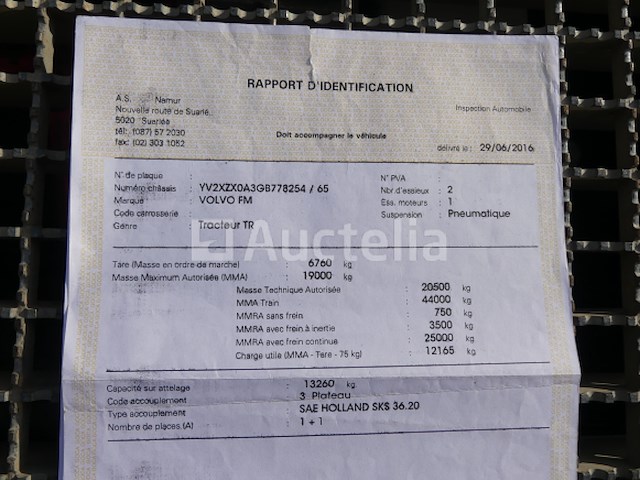 RAPPORT D'IDENTIFICATION
A.S. Namur
Nouvelle route de Suarlé,
5020 Suarlée
tél: (087) 57 2030
fax: (02) 303 1052
Inspection Automobile
Doit accompagner le véhicule
délivré le : 29/06/2016
N° de plaque :
Numéro châssis : YV2XZX0A3GB778254 / 65
Marque : VOLVO FM
Code carrosserie :
Genre : Tracteur TR
N° PVA :
Nbr d'essieux : 2
Ess. moteurs : 1
Suspension : Pneumatique
Auctelia
Tare (Masse en ordre de marche) : 6760 kg
Masse Maximum Autorisée (MMA) : 19000 kg
Masse Technique Autorisée : 20500 kg
MMA Train : 44000 kg
MMRA sans frein : 750 kg
MMRA avec frein à inertie : 3500 kg
MMRA avec frein continue : 25000 kg
Charge utile (MMA - Tare - 75 kg) : 12165 kg
Capacité sur attelage : 13260 kg
Code accouplement : 3 Plateau
Type accouplement : SAE HOLLAND SKS 36.20
Nombre de places (A) : 1 + 1